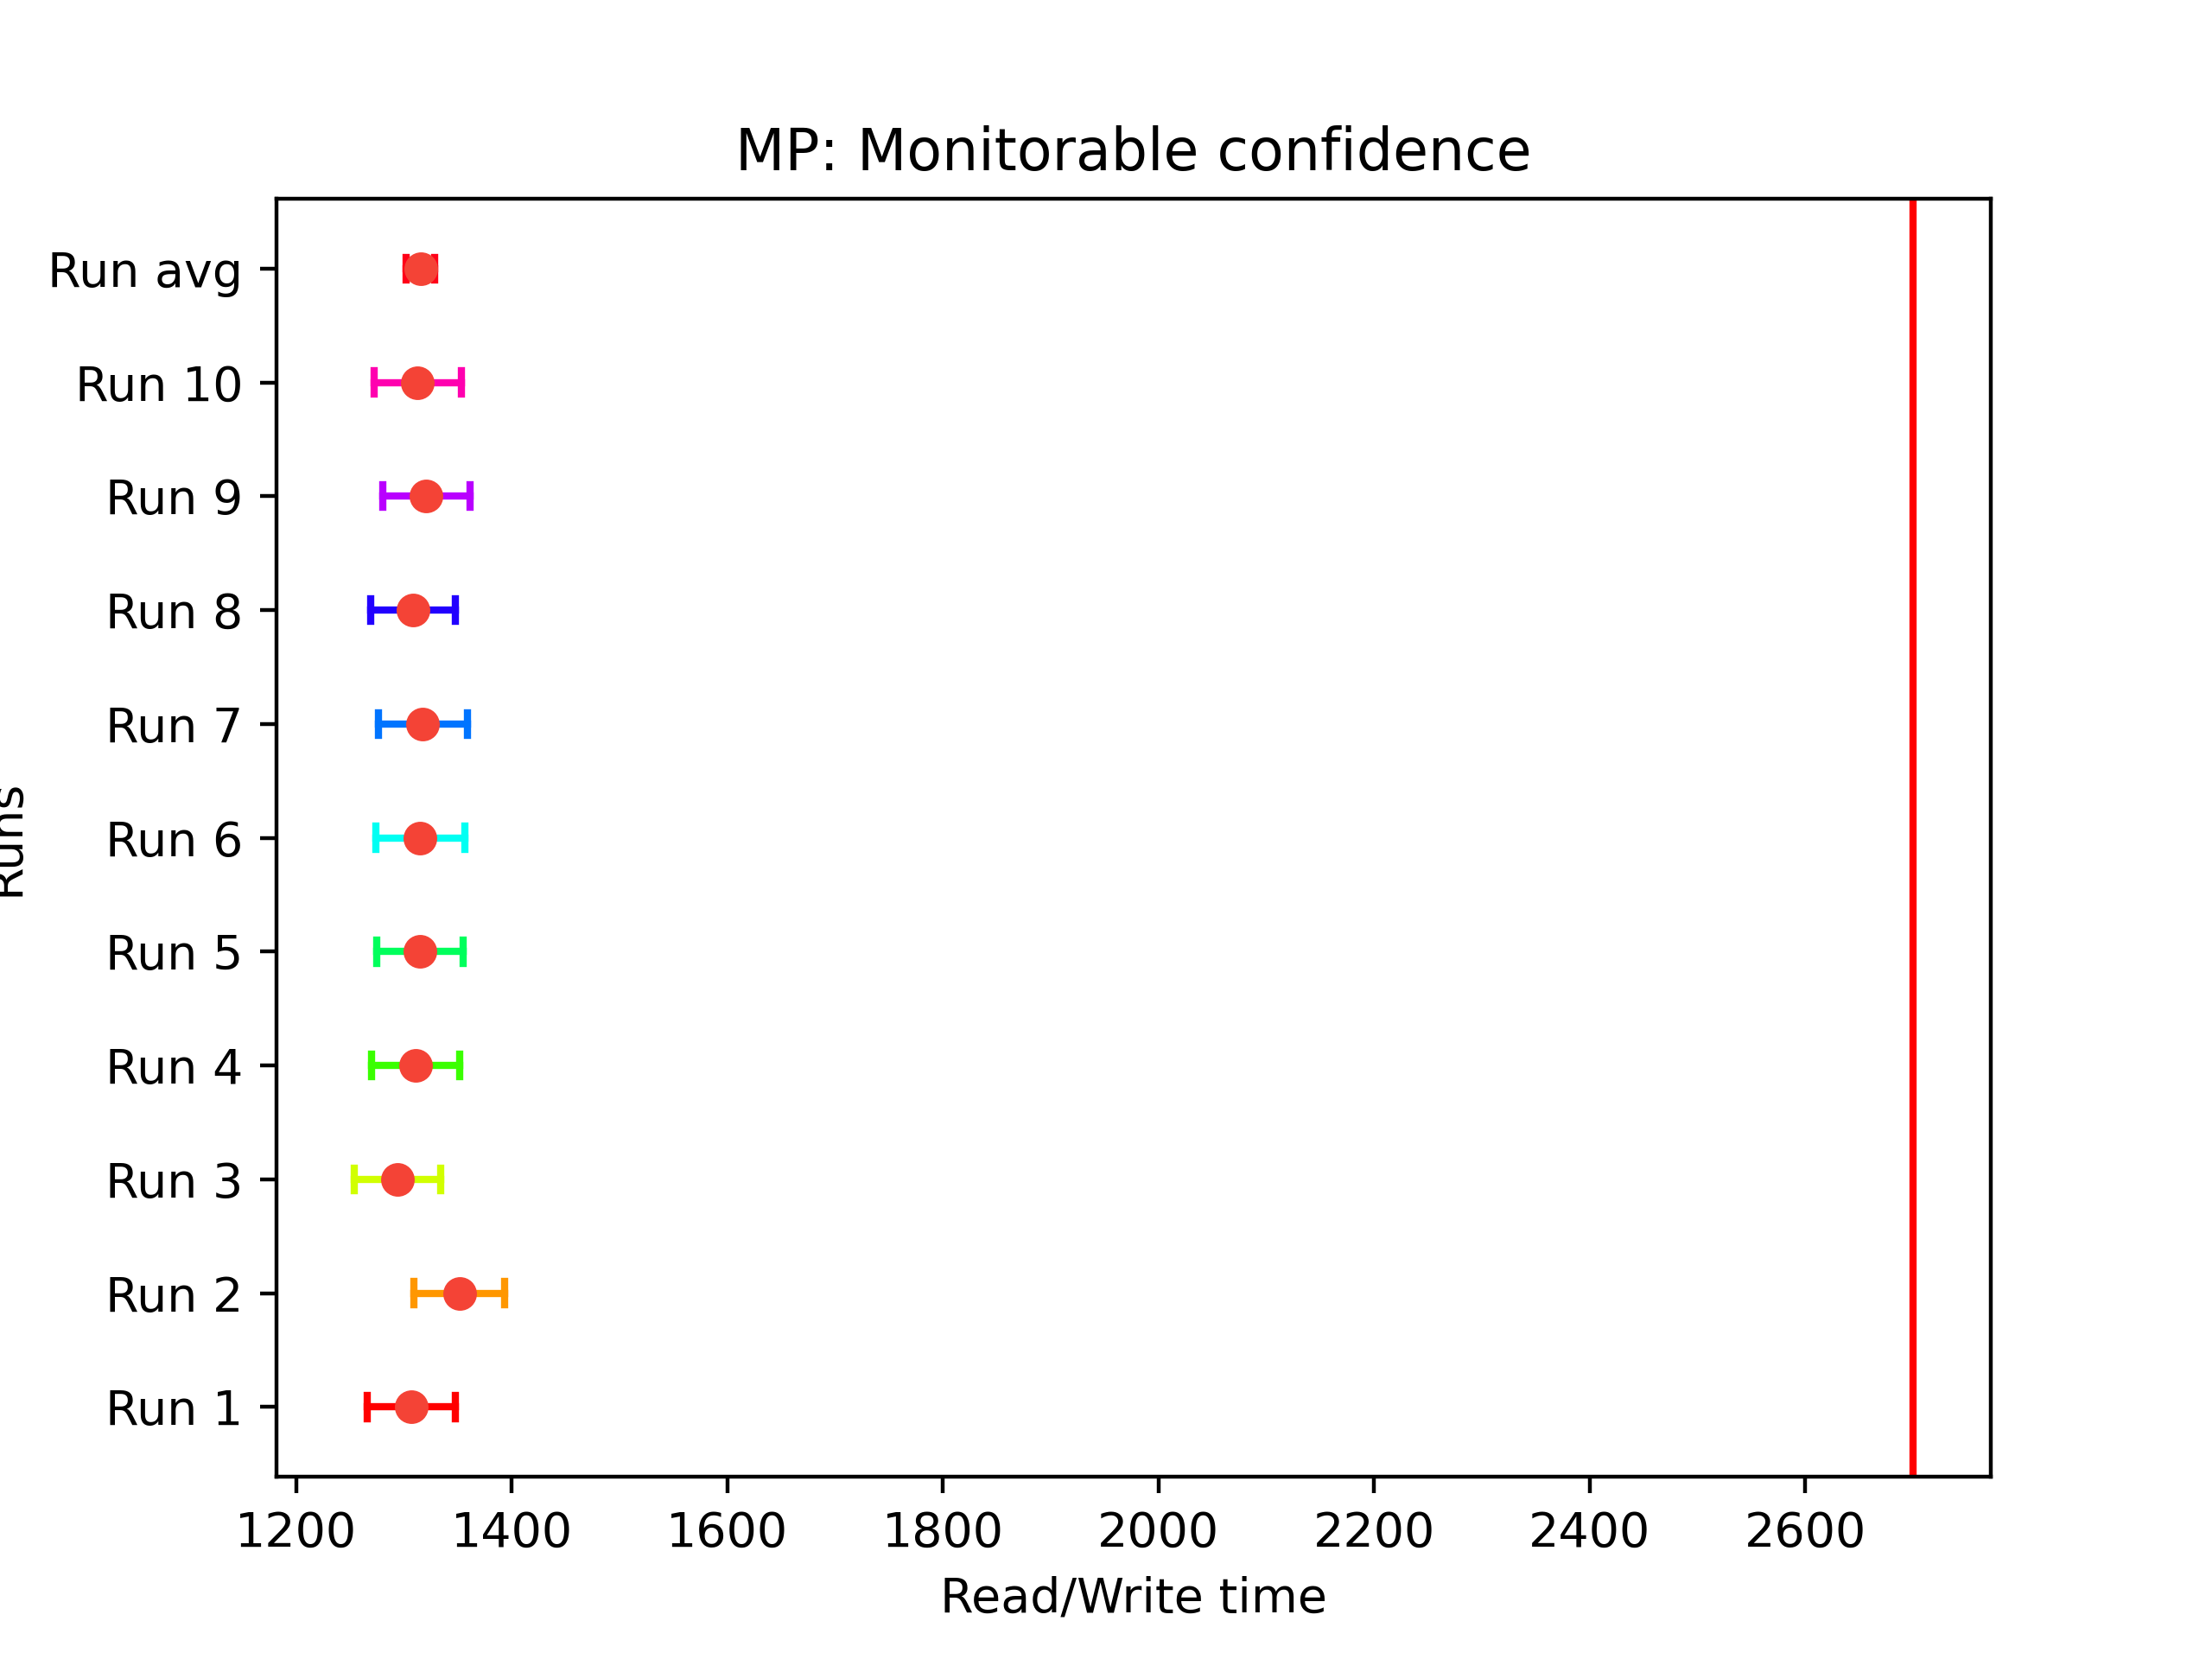 MP: Monitorable confidence
Run avg
Run 10
Run 9
Run 8
Run 7
Run 6
Run 5
Run 4
Run 3
Run 2
Run 1
Runs
1200 1400 1600 1800 2000 2200 2400 2600
Read/Write time